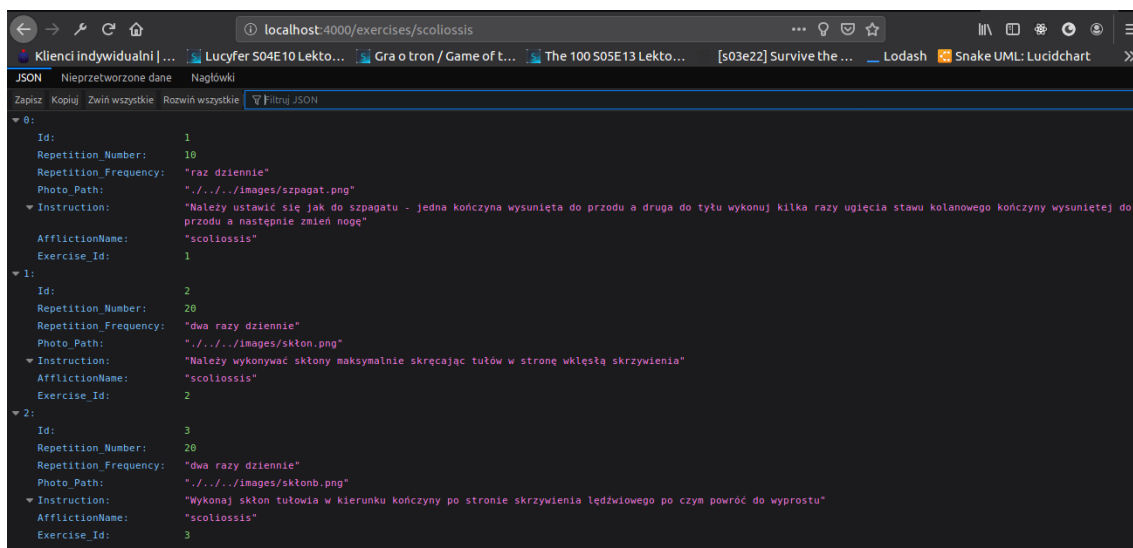 localhost:4000/exercises/scoliossis
Klienci indywidualni | ... Lucyfer S04E10 Lekto... Gra o tron / Game of t... The 100 S05E13 Lekto... [s03e22] Survive the ... Lodash Snake UML: Lucidchart
JSON Nieprzetworzone dane Nagłówki
Zapisz Kopiuj Zwiń wszystkie Rozwiń wszystkie Filtruj JSON
0:
Id: 1
Repetition_Number: 10
Repetition_Frequency: "raz dziennie"
Photo_Path: "./../../images/szpagat.png"
Instruction: "Należy ustawić się jak do szpagatu - jedna kończyna wysunięta do przodu a druga do tyłu wykonuj kilka razy ugięcia stawu kolanowego kończyny wysuniętej do
przodu a następnie zmień nogę"
AfflictionName: "scoliossis"
Exercise_Id: 1
1:
Id: 2
Repetition_Number: 20
Repetition_Frequency: "dwa razy dziennie"
Photo_Path: "./../../images/skłon.png"
Instruction: "Należy wykonywać skłony maksymalnie skręcając tułów w stronę wklęsłą skrzywienia"
AfflictionName: "scoliossis"
Exercise_Id: 2
2:
Id: 3
Repetition_Number: 20
Repetition_Frequency: "dwa razy dziennie"
Photo_Path: "./../../images/skłonb.png"
Instruction: "Wykonaj skłon tułowia w kierunku kończyny po stronie skrzywienia lędźwiowego po czym powróć do wyprostu"
AfflictionName: "scoliossis"
Exercise_Id: 3